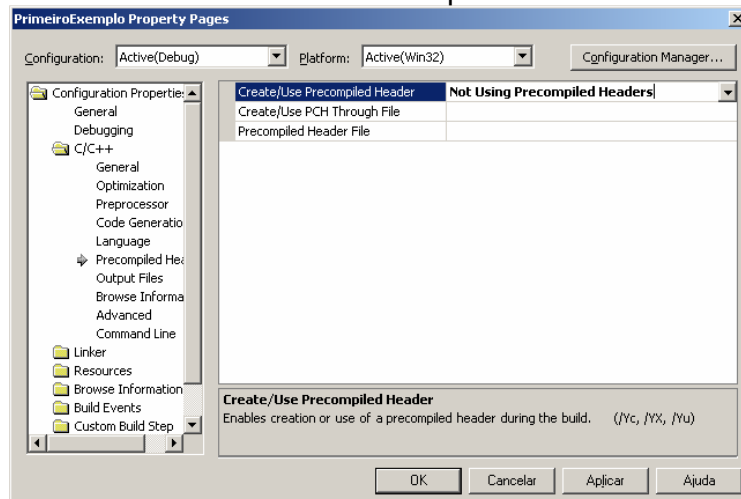 PrimeiroExemplo Property Pages
Configuration: Active(Debug) Platform: Active(Win32) Configuration Manager...
Configuration Propertie:
General
Debugging
C/C++
General
Optimization
Preprocessor
Code Generatio
Language
Precompiled Hea
Output Files
Browse Informa
Advanced
Command Line
Linker
Resources
Browse Information
Build Events
Custom Build Step
Create/Use Precompiled Header Not Using Precompiled Headers
Create/Use PCH Through File
Precompiled Header File
Create/Use Precompiled Header
Enables creation or use of a precompiled header during the build. (/Yc, /YX, /Yu)
OK Cancelar Aplicar Ajuda